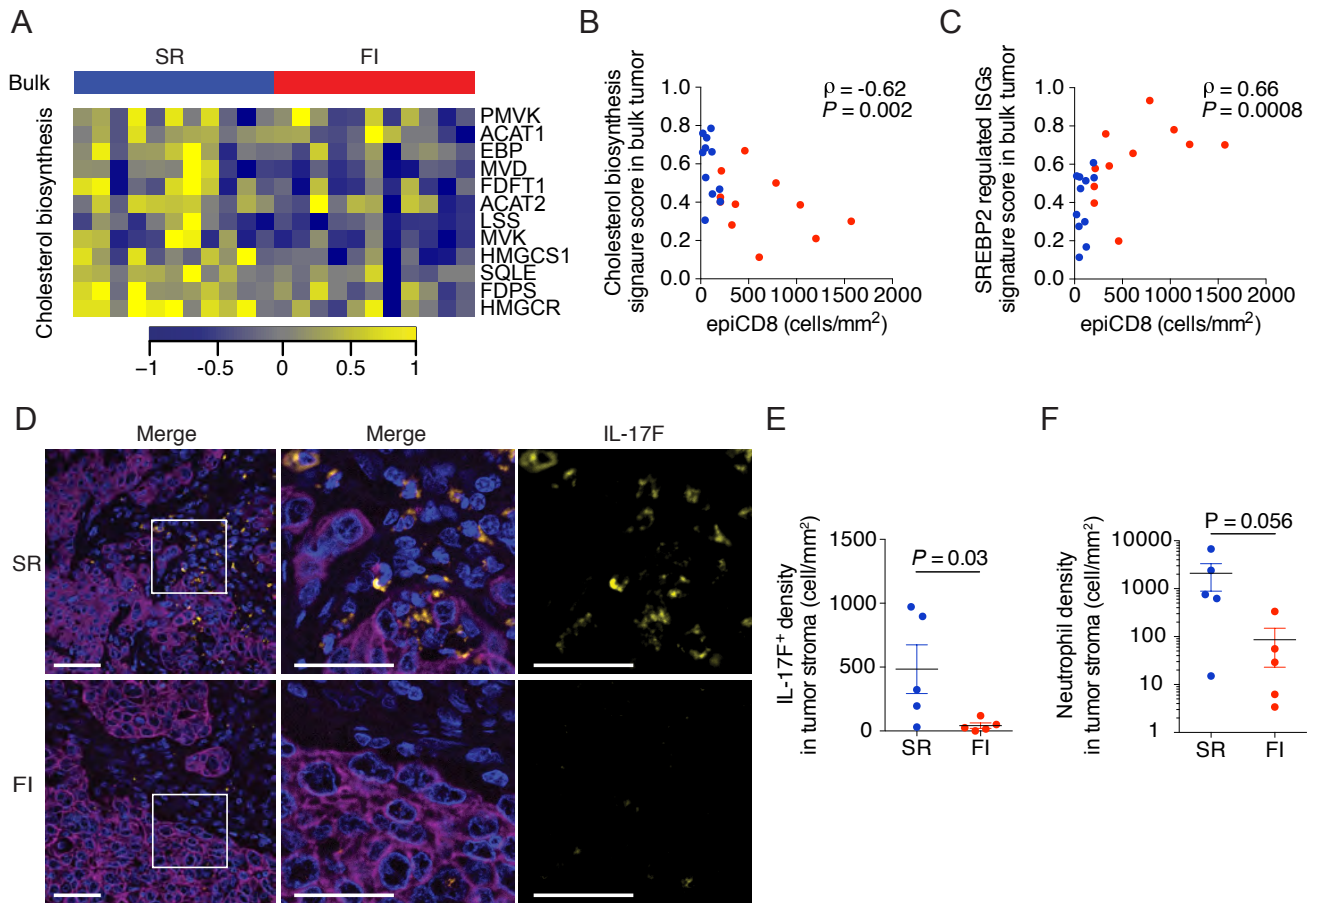 A
SR
FI
Bulk
Cholesterol biosynthesis
PMVK
ACAT1
EBP
MVD
FDFT1
ACAT2
LSS
MVK
HMGCS1
SQLE
FDPS
HMGCR
−1
-0.5
0
0.5
1
B
Cholesterol biosynthesis
signaure score in bulk tumor
1.0
0.8
0.6
0.4
0.2
0.0
ρ = -0.62
P = 0.002
0
500
1000
1500
2000
epiCD8 (cells/mm²)
C
SREBP2 regulated ISGs
signature score in bulk tumor
1.0
0.8
0.6
0.4
0.2
0.0
ρ = 0.66
P = 0.0008
0
500
1000
1500
2000
epiCD8 (cells/mm²)
D
Merge
Merge
IL-17F
SR
FI
E
IL-17F⁺ density
in tumor stroma (cell/mm²)
1500
1000
500
0
P = 0.03
SR
FI
F
Neutrophil density
in tumor stroma (cell/mm²)
10000
1000
100
10
1
P = 0.056
SR
FI